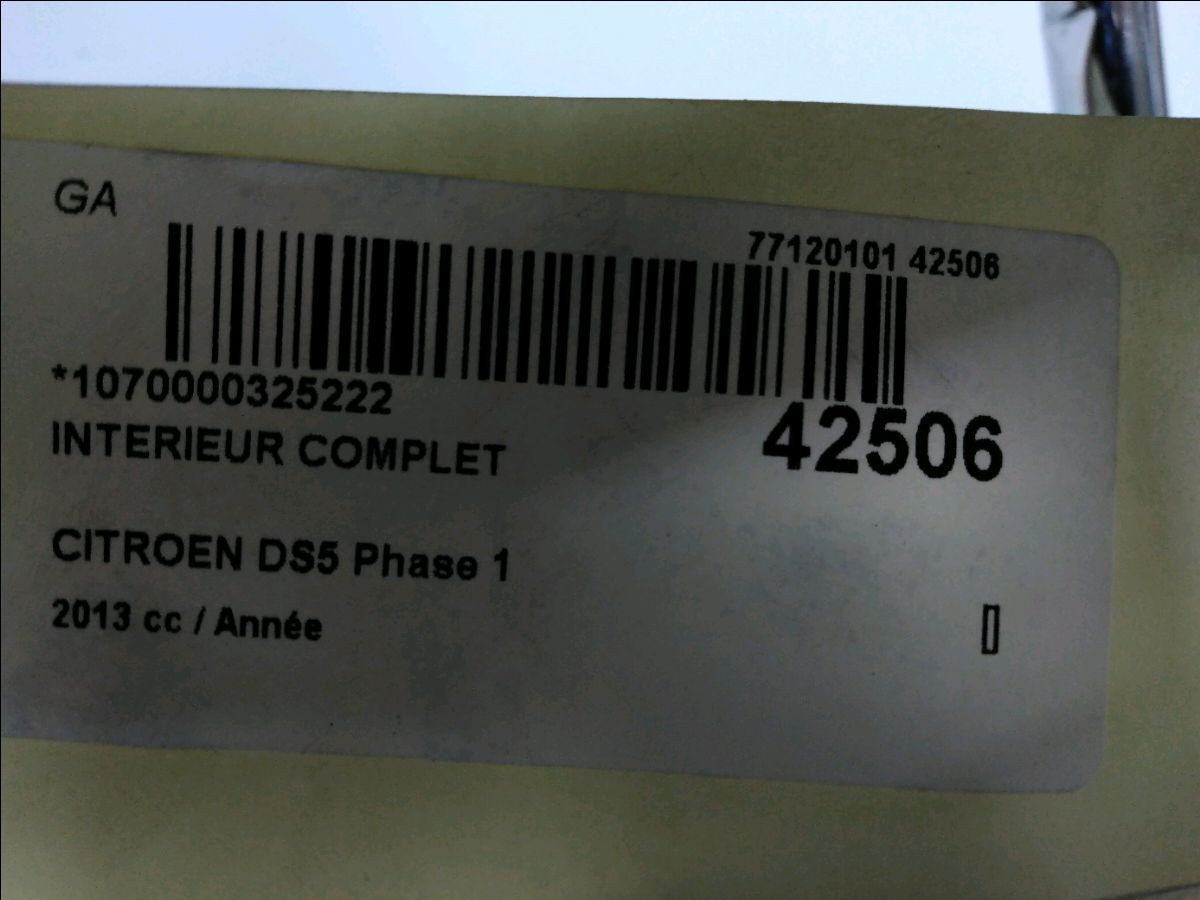 GA
77120101 42506
*1070000325222
42506
INTERIEUR COMPLET
CITROEN DS5 Phase 1
2013 cc / Année